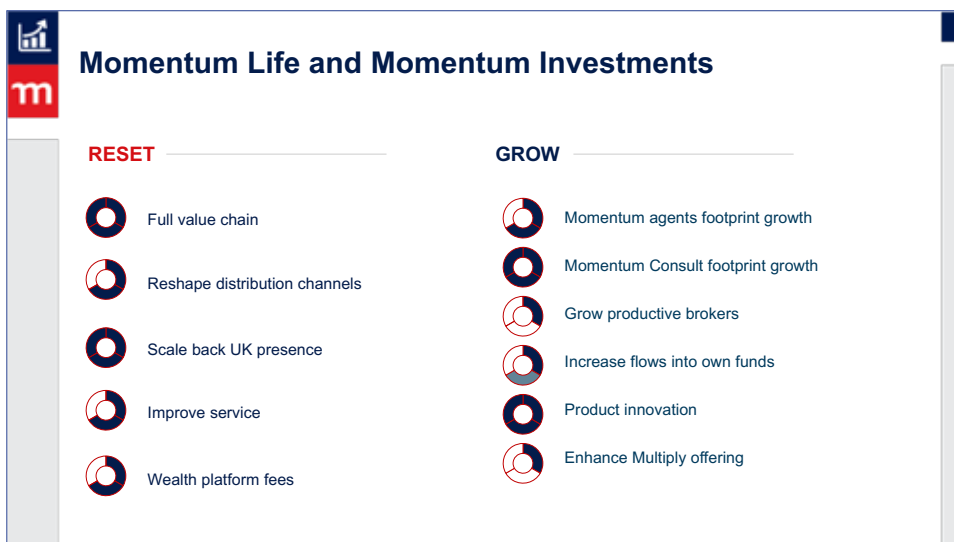 Momentum Life and Momentum Investments
m
RESET
Full value chain
Reshape distribution channels
Scale back UK presence
Improve service
Wealth platform fees
GROW
Momentum agents footprint growth
Momentum Consult footprint growth
Grow productive brokers
Increase flows into own funds
Product innovation
Enhance Multiply offering